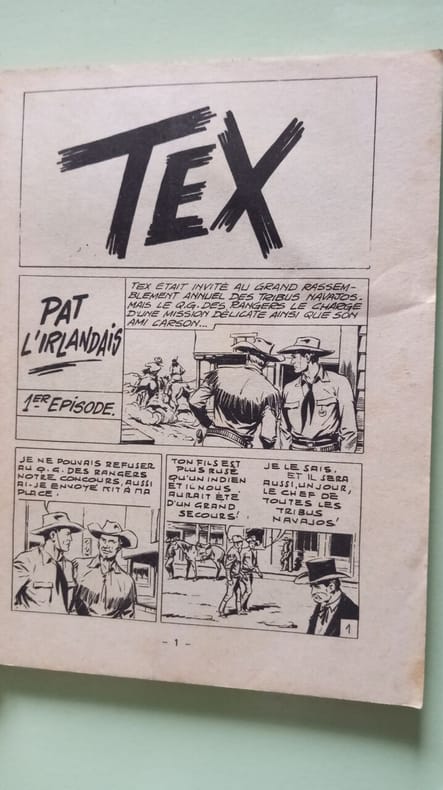 TEX
PAT
L'IRLANDAIS
1ER EPISODE.
TEX ÉTAIT INVITÉ AU GRAND RASSEM-
BLEMENT ANNUEL DES TRIBUS NAVAJOS.
MAIS LE Q.G. DES RANGERS LE CHARGE
D'UNE MISSION DÉLICATE AINSI QUE SON
AMI CARSON...
JE NE POUVAIS REFUSER
AU Q.G. DES RANGERS
NOTRE CONCOURS, AUSSI
AI-JE ENVOYÉ KIT À MA
PLACE.
TON FILS EST
PLUS RUSÉ
QU'UN INDIEN
ET IL NOUS
AURAIT ÉTÉ
D'UN GRAND
SECOURS!
JE LE SAIS,
ET IL SERA
AUSSI, UN JOUR,
LE CHEF DE
TOUTES LES
TRIBUS
NAVAJOS!
1
- 1 -